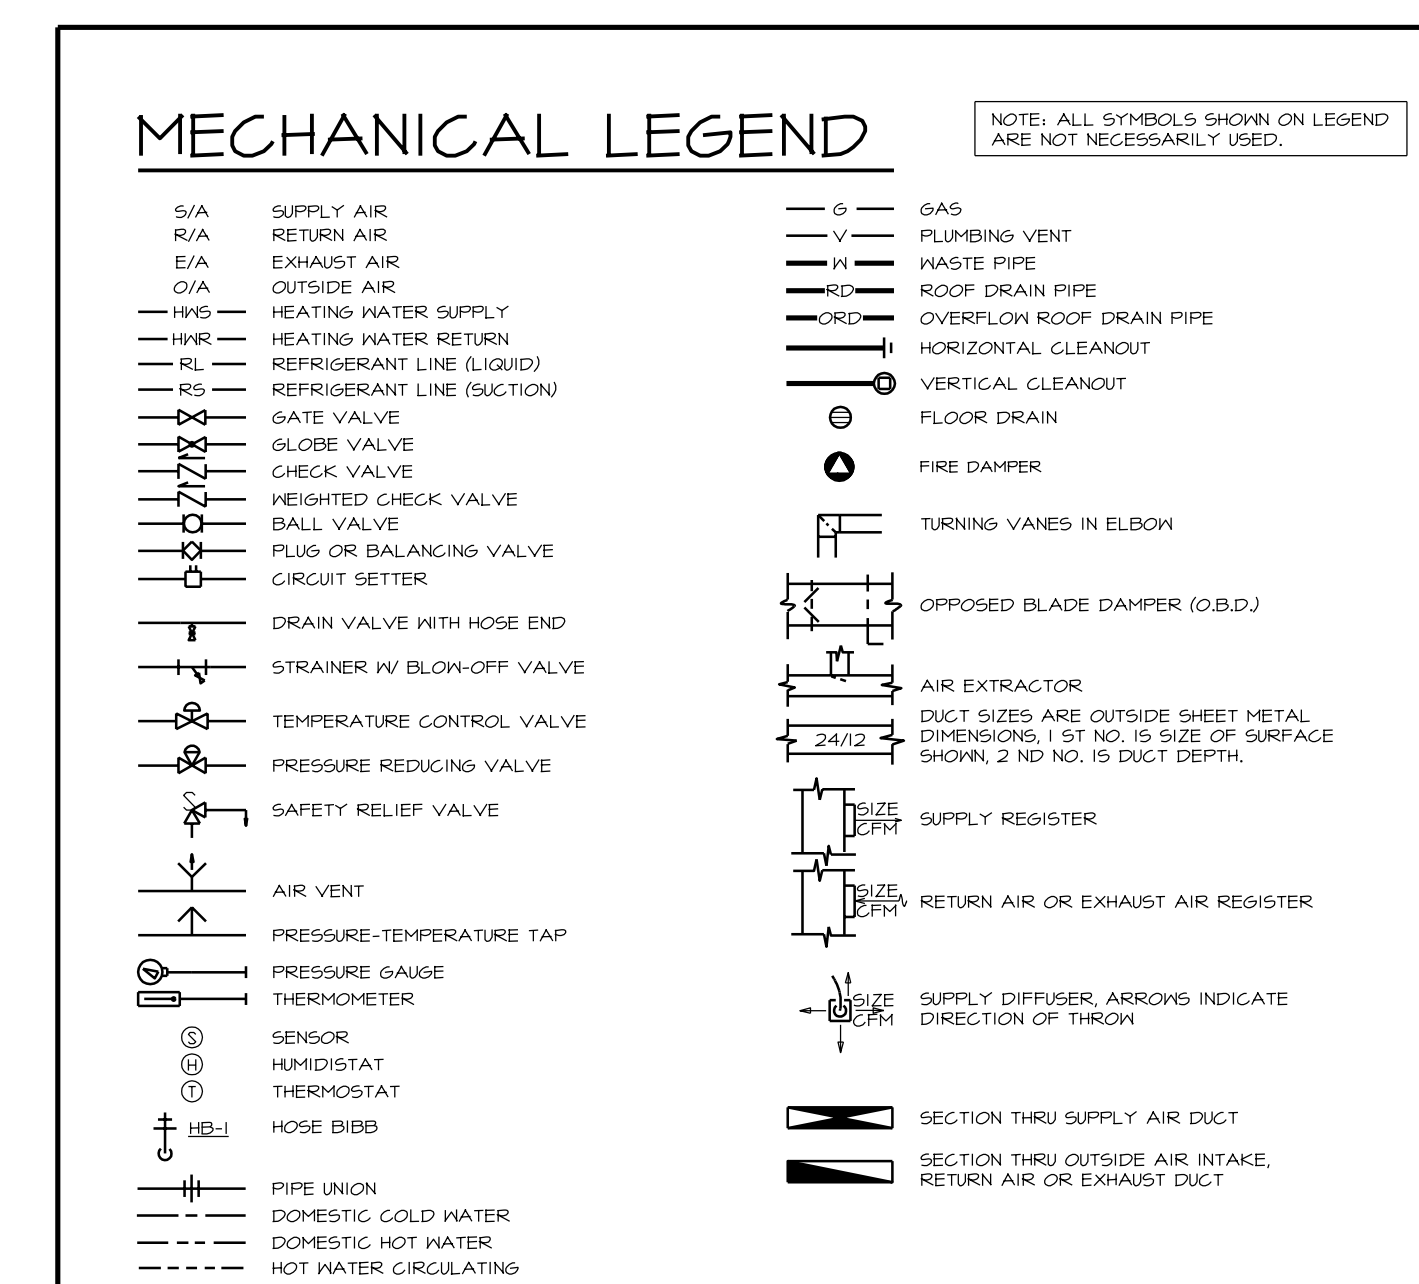 MECHANICAL LEGEND
NOTE: ALL SYMBOLS SHOWN ON LEGEND
ARE NOT NECESSARILY USED.
S/A SUPPLY AIR
R/A RETURN AIR
E/A EXHAUST AIR
O/A OUTSIDE AIR
HWS HEATING WATER SUPPLY
HWR HEATING WATER RETURN
RL REFRIGERANT LINE (LIQUID)
RS REFRIGERANT LINE (SUCTION)
GATE VALVE
GLOBE VALVE
CHECK VALVE
WEIGHTED CHECK VALVE
BALL VALVE
PLUG OR BALANCING VALVE
CIRCUIT SETTER
DRAIN VALVE WITH HOSE END
STRAINER W/ BLOW-OFF VALVE
TEMPERATURE CONTROL VALVE
PRESSURE REDUCING VALVE
SAFETY RELIEF VALVE
AIR VENT
PRESSURE-TEMPERATURE TAP
PRESSURE GAUGE
THERMOMETER
S SENSOR
H HUMIDISTAT
T THERMOSTAT
HB-1 HOSE BIBB
PIPE UNION
DOMESTIC COLD WATER
DOMESTIC HOT WATER
HOT WATER CIRCULATING
G GAS
V PLUMBING VENT
W WASTE PIPE
RD ROOF DRAIN PIPE
ORD OVERFLOW ROOF DRAIN PIPE
HORIZONTAL CLEANOUT
VERTICAL CLEANOUT
FLOOR DRAIN
FIRE DAMPER
TURNING VANES IN ELBOW
OPPOSED BLADE DAMPER (O.B.D.)
AIR EXTRACTOR
DUCT SIZES ARE OUTSIDE SHEET METAL
24/12 DIMENSIONS, 1 ST NO. IS SIZE OF SURFACE
SHOWN, 2 ND NO. IS DUCT DEPTH.
SIZE
CFM SUPPLY REGISTER
SIZE
CFM RETURN AIR OR EXHAUST AIR REGISTER
SIZE SUPPLY DIFFUSER, ARROWS INDICATE
CFM DIRECTION OF THROW
SECTION THRU SUPPLY AIR DUCT
SECTION THRU OUTSIDE AIR INTAKE,
RETURN AIR OR EXHAUST DUCT